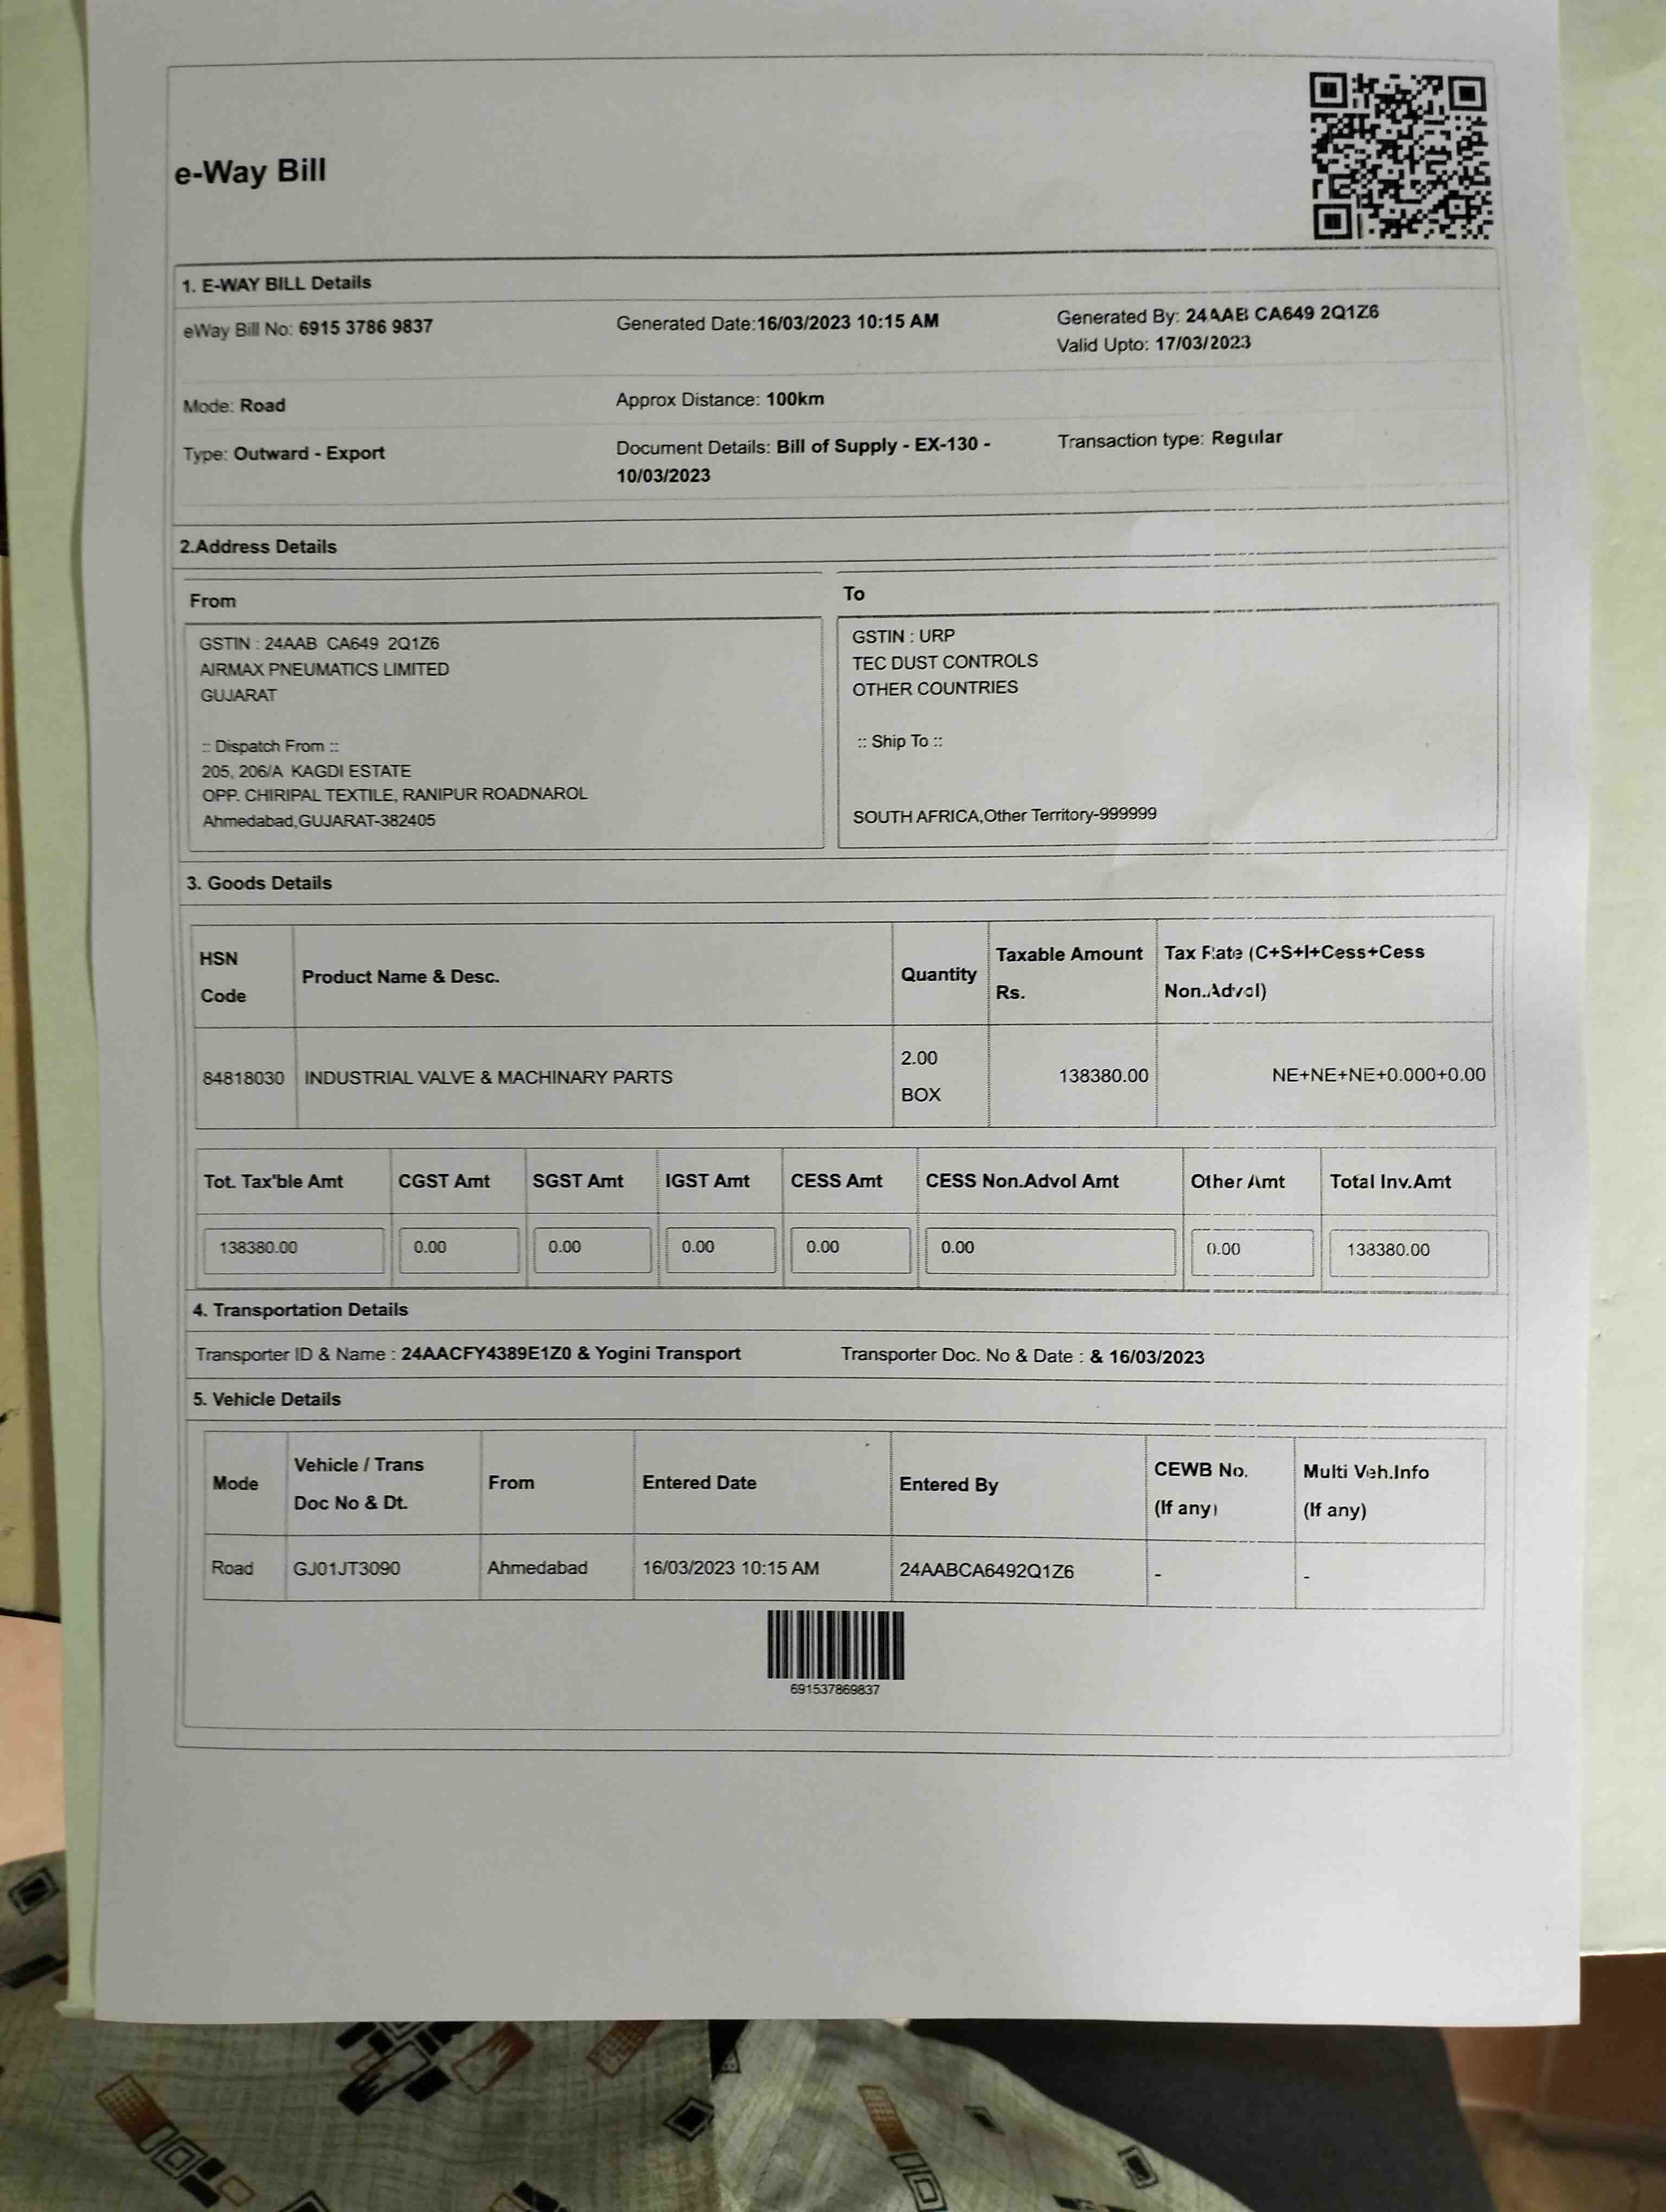 e-Way Bill
1. E-WAY BILL Details
eWay Bill No: 6915 3786 9837 Generated Date:16/03/2023 10:15 AM Generated By: 24AAB CA649 2Q1Z6
Valid Upto: 17/03/2023
Mode: Road Approx Distance: 100km
Type: Outward - Export Document Details: Bill of Supply - EX-130 - Transaction type: Regular
10/03/2023
2.Address Details
From
GSTIN : 24AAB CA649 2Q1Z6
AIRMAX PNEUMATICS LIMITED
GUJARAT
:: Dispatch From ::
205, 206/A KAGDI ESTATE
OPP. CHIRIPAL TEXTILE, RANIPUR ROADNAROL
Ahmedabad,GUJARAT-382405
To
GSTIN : URP
TEC DUST CONTROLS
OTHER COUNTRIES
:: Ship To ::
SOUTH AFRICA,Other Territory-999999
3. Goods Details
HSN Code Product Name & Desc. Quantity Taxable Amount Rs. Tax Rate (C+S+I+Cess+Cess Non.Advol)
84818030 INDUSTRIAL VALVE & MACHINARY PARTS 2.00 BOX 138380.00 NE+NE+NE+0.000+0.00
Tot. Tax'ble Amt CGST Amt SGST Amt IGST Amt CESS Amt CESS Non.Advol Amt Other Amt Total Inv.Amt
138380.00 0.00 0.00 0.00 0.00 0.00 0.00 138380.00
4. Transportation Details
Transporter ID & Name : 24AACFY4389E1Z0 & Yogini Transport Transporter Doc. No & Date : & 16/03/2023
5. Vehicle Details
Mode Vehicle / Trans Doc No & Dt. From Entered Date Entered By CEWB No. (If any) Multi Veh.Info (If any)
Road GJ01JT3090 Ahmedabad 16/03/2023 10:15 AM 24AABCA6492Q1Z6 - -
691537869837